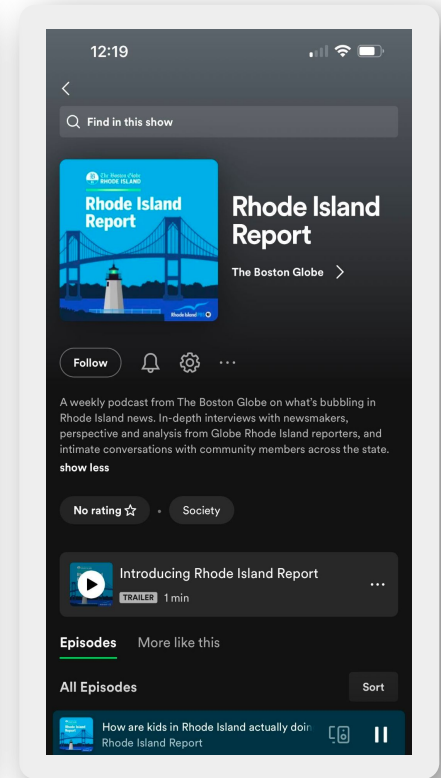 12:19
Find in this show
The Boston Globe
RHODE ISLAND
Rhode Island
Report
Rhode Island PBS
Rhode Island
Report
The Boston Globe
Follow
A weekly podcast from The Boston Globe on what's bubbling in
Rhode Island news. In-depth interviews with newsmakers,
perspective and analysis from Globe Rhode Island reporters, and
intimate conversations with community members across the state.
show less
No rating
Society
Introducing Rhode Island Report
TRAILER 1 min
Episodes More like this
All Episodes
Sort
How are kids in Rhode Island actually doin
Rhode Island Report